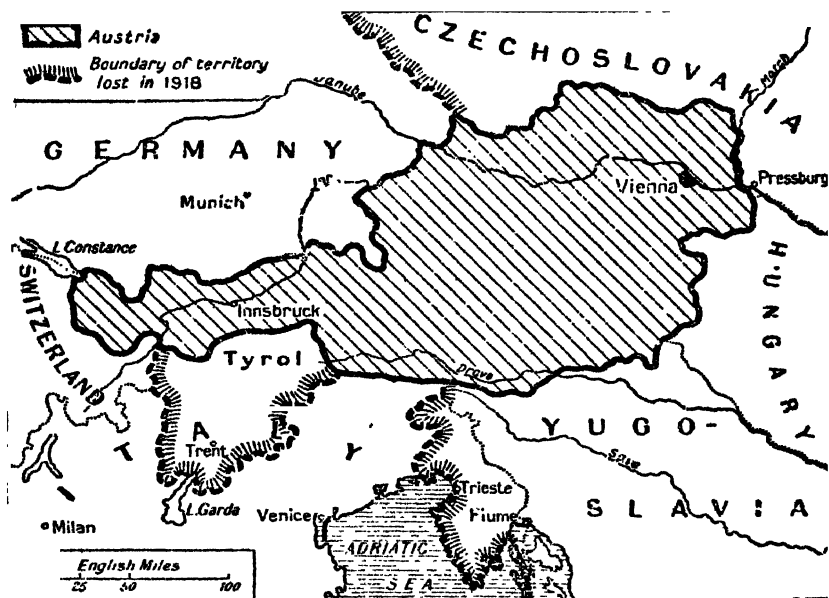 Austria
Boundary of territory
lost in 1918
CZECHOSLOVAKIA
Danube
March
GERMANY
Munich
Vienna
Pressburg
L. Constance
SWITZERLAND
Innsbruck
HUNGARY
Tyrol
Drave
ITALY
YUGO-
Trent
Save
L. Garda
Trieste
SLAVIA
Milan
Venice
Fiume
ADRIATIC
SEA
English Miles
25 50 100